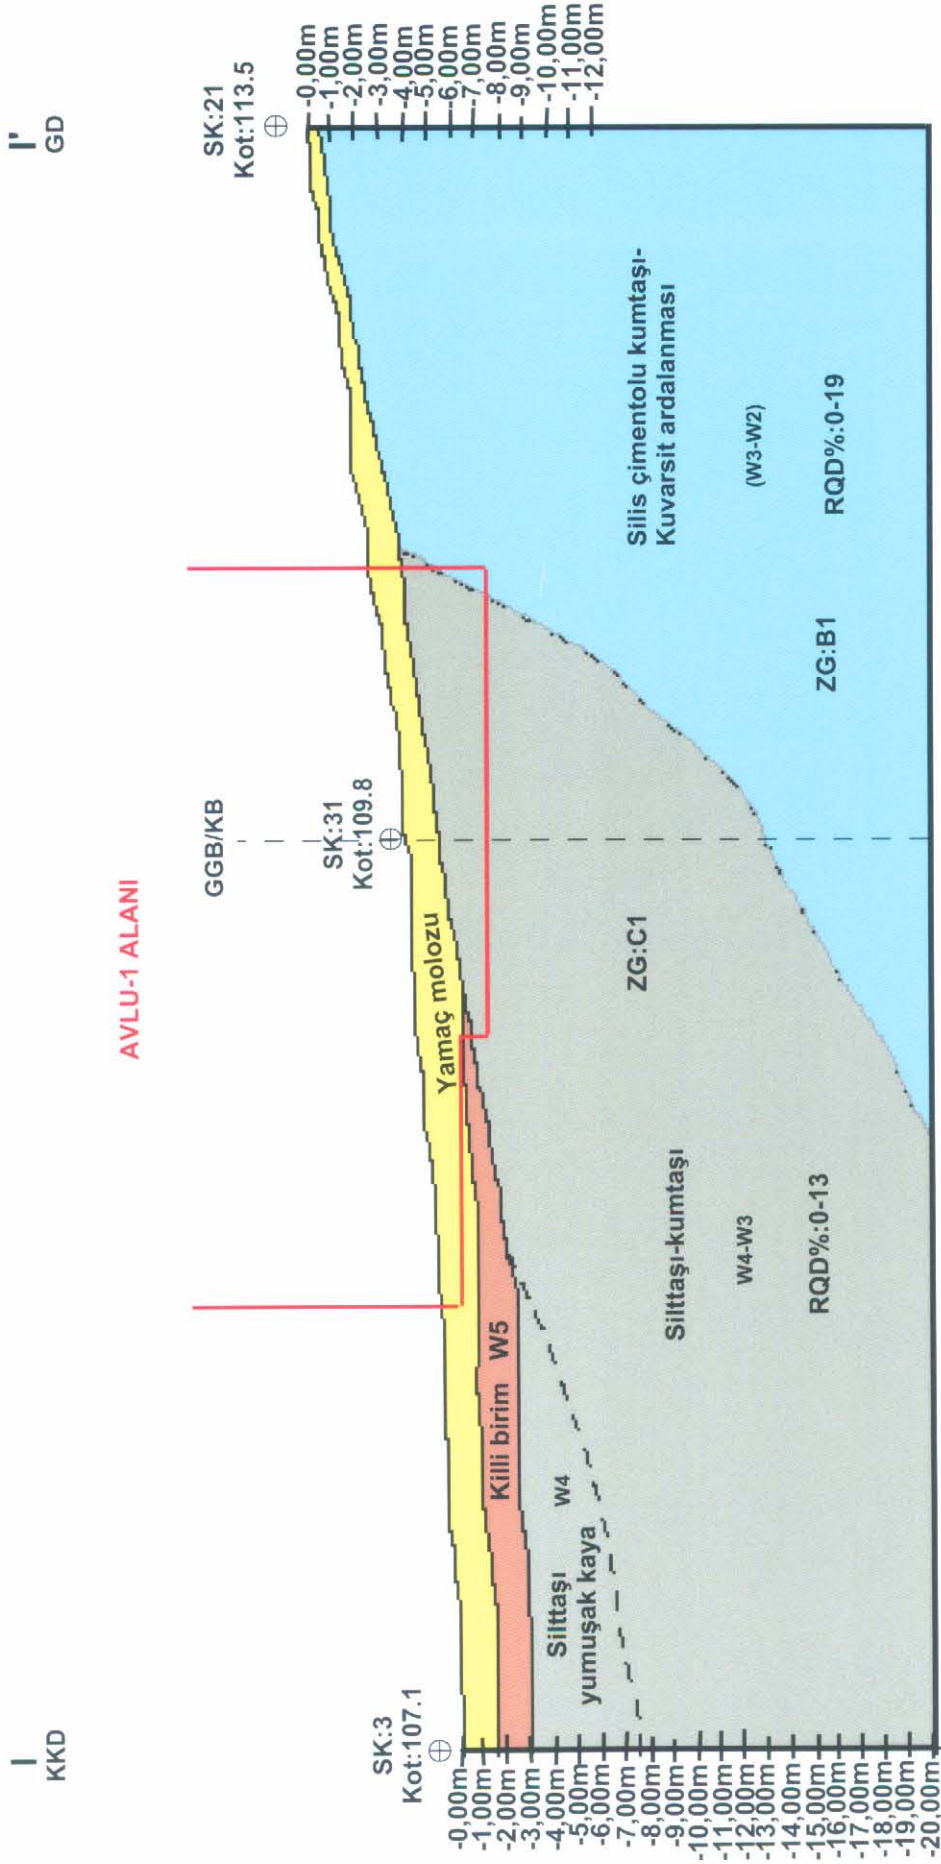 I
KKD
I'
GD
AVLU-1 ALANI
GGB/KB
SK:3
Kot:107.1
SK:31
Kot:109.8
SK:21
Kot:113.5
Yamaç molozu
Killi birim W5
Silttaşı W4
yumuşak kaya
Silttaşı-kumtaşı
W4-W3
RQD%:0-13
ZG:C1
Silis çimentolu kumtaşı-
Kuvarsit ardalanması
(W3-W2)
RQD%:0-19
ZG:B1
-0,00m
-1,00m
-2,00m
-3,00m
-4,00m
-5,00m
-6,00m
-7,00m
-8,00m
-9,00m
-10,00m
-11,00m
-12,00m
-13,00m
-14,00m
-15,00m
-16,00m
-17,00m
-18,00m
-19,00m
-20,00m
-0,00m
-1,00m
-2,00m
-3,00m
-4,00m
-5,00m
-6,00m
-7,00m
-8,00m
-9,00m
-10,00m
-11,00m
-12,00m